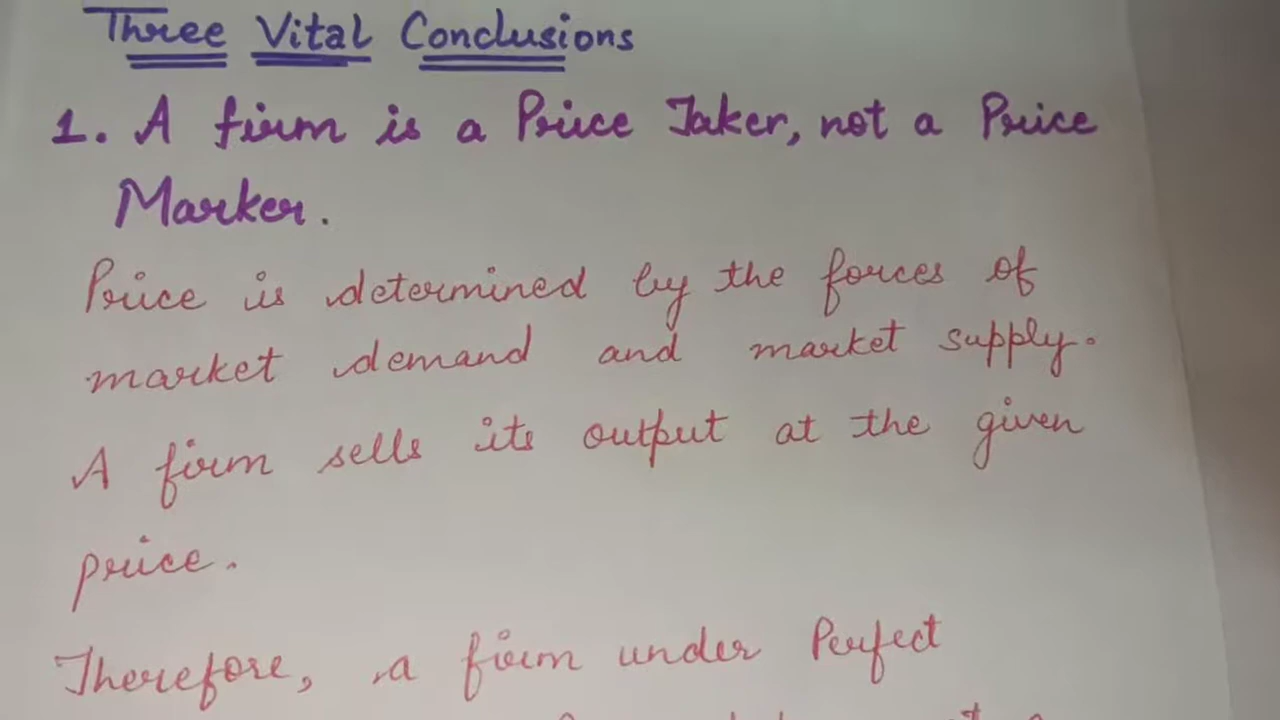 Three Vital Conclusions
1. A firm is a Price Taker, not a Price
Marker.
Price is determined by the forces of
market demand and market supply.
A firm sells its output at the given
price.
Therefore, a firm under Perfect